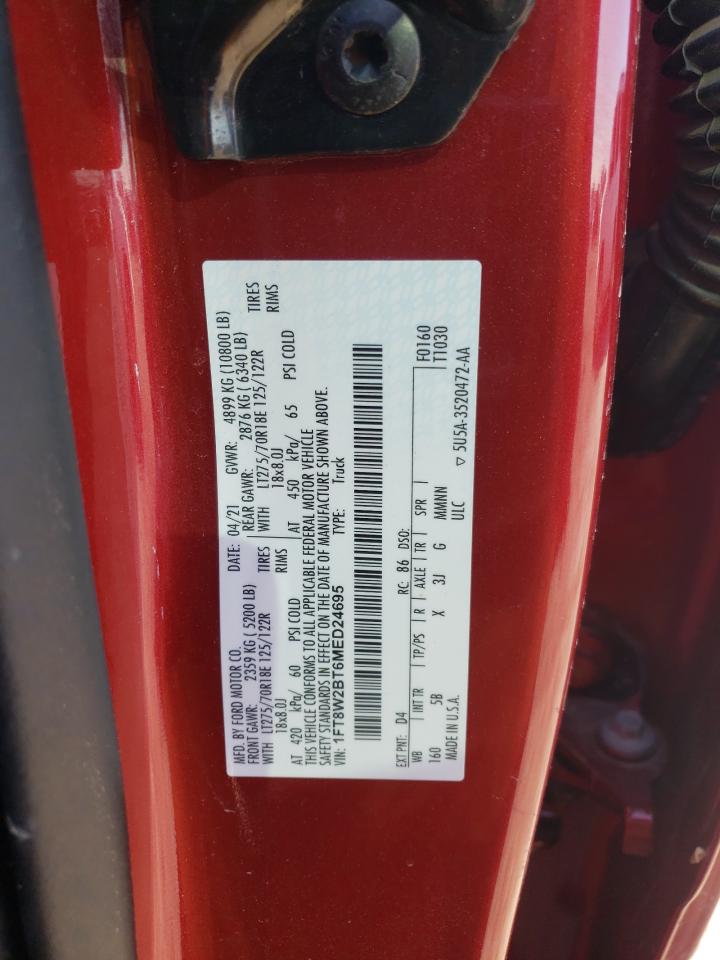 MFD. BY FORD MOTOR CO. DATE: 04/21 GVWR: 4899 KG (10800 LB)
FRONT GAWR: 2359 KG ( 5200 LB) REAR GAWR: 2876 KG ( 6340 LB)
WITH LT275/70R18E 125/122R TIRES WITH LT275/70R18E 125/122R TIRES
18x8.0J RIMS 18x8.0J RIMS
AT 420 kPa/ 60 PSI COLD AT 450 kPa/ 65 PSI COLD
THIS VEHICLE CONFORMS TO ALL APPLICABLE FEDERAL MOTOR VEHICLE
SAFETY STANDARDS IN EFFECT ON THE DATE OF MANUFACTURE SHOWN ABOVE.
VIN: 1FT8W2BT6MED24695 TYPE: Truck
EXT PNT: D4 RC: 86 DSO: F0160
WB INT TR TP/PS R AXLE TR SPR T1030
160 5B X 3J G MMNN
MADE IN U.S.A. ULC ▽ 5U5A-3520472-AA